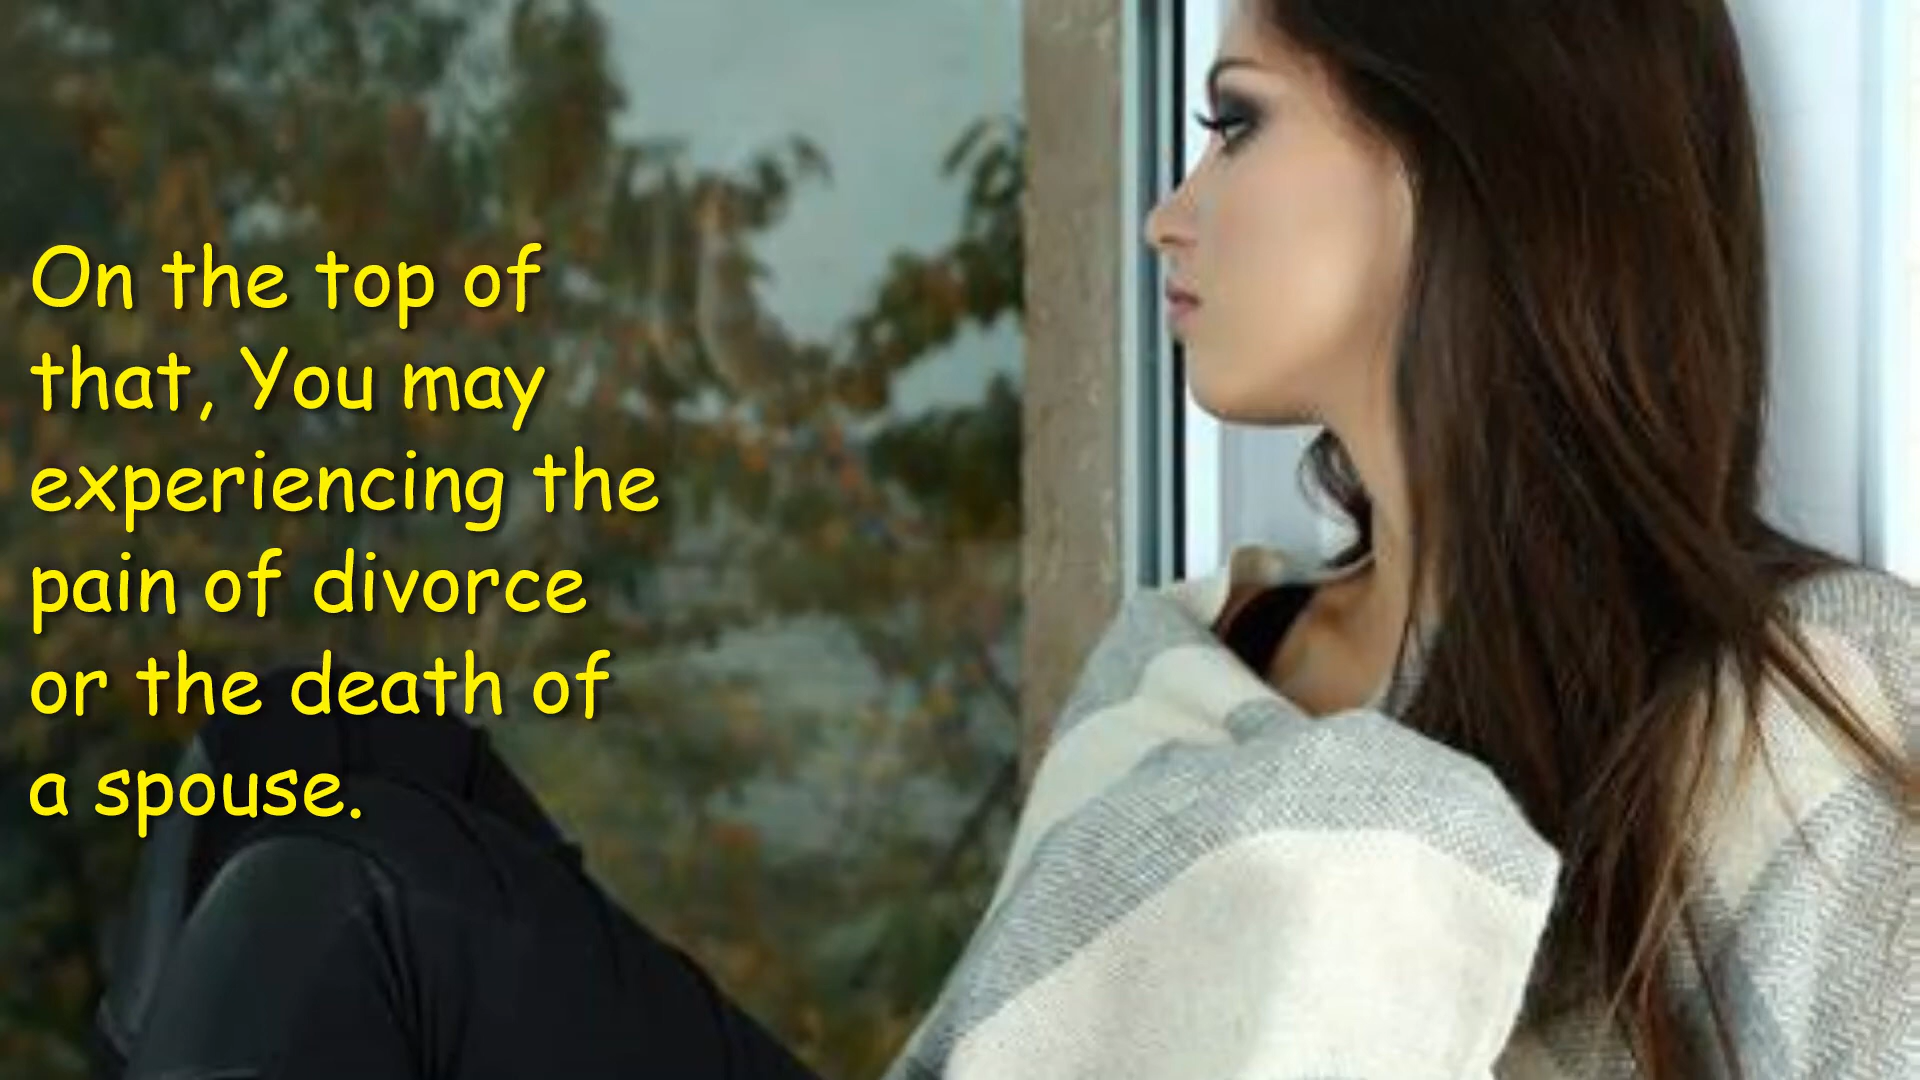 On the top of
that, You may
experiencing the
pain of divorce
or the death of
a spouse.